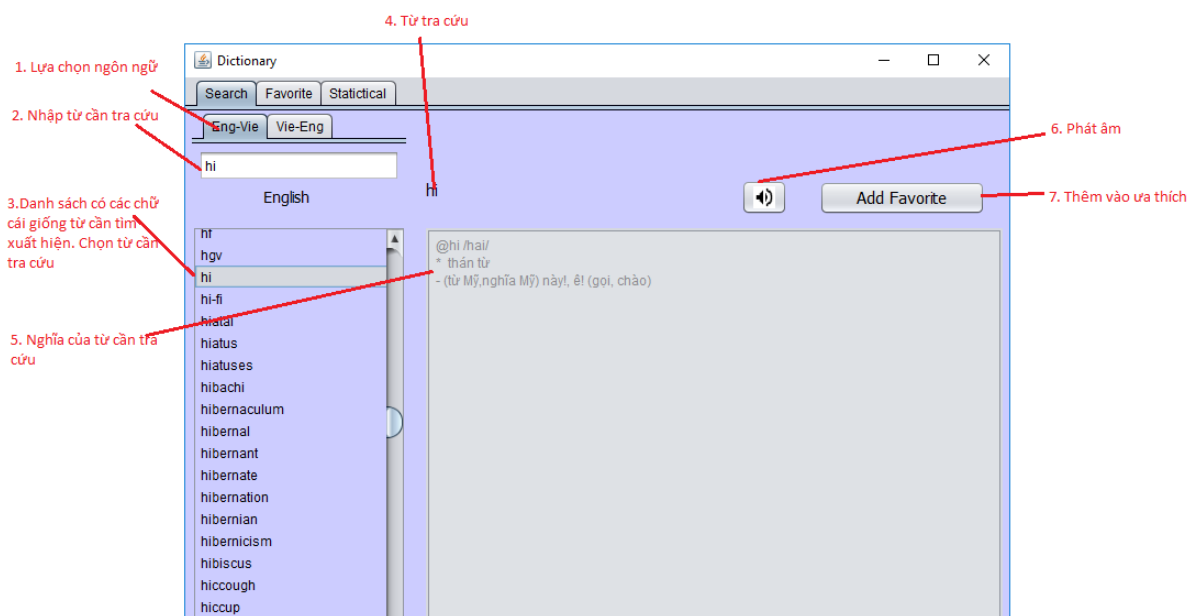 4. Từ tra cứu
1. Lựa chọn ngôn ngữ
2. Nhập từ cần tra cứu
3.Danh sách có các chữ
cái giống từ cần tìm
xuất hiện. Chọn từ cần
tra cứu
5. Nghĩa của từ cần tra
cứu
Dictionary
Search Favorite Statictical
Eng-Vie Vie-Eng
hi
English
hf
hgv
hi
hi-fi
hiatal
hiatus
hiatuses
hibachi
hibernaculum
hibernal
hibernant
hibernate
hibernation
hibernian
hibernicism
hibiscus
hiccough
hiccup
hi
Add Favorite
@hi /hai/
* thán từ
- (từ Mỹ,nghĩa Mỹ) này!, ê! (gọi, chào)
6. Phát âm
7. Thêm vào ưa thích